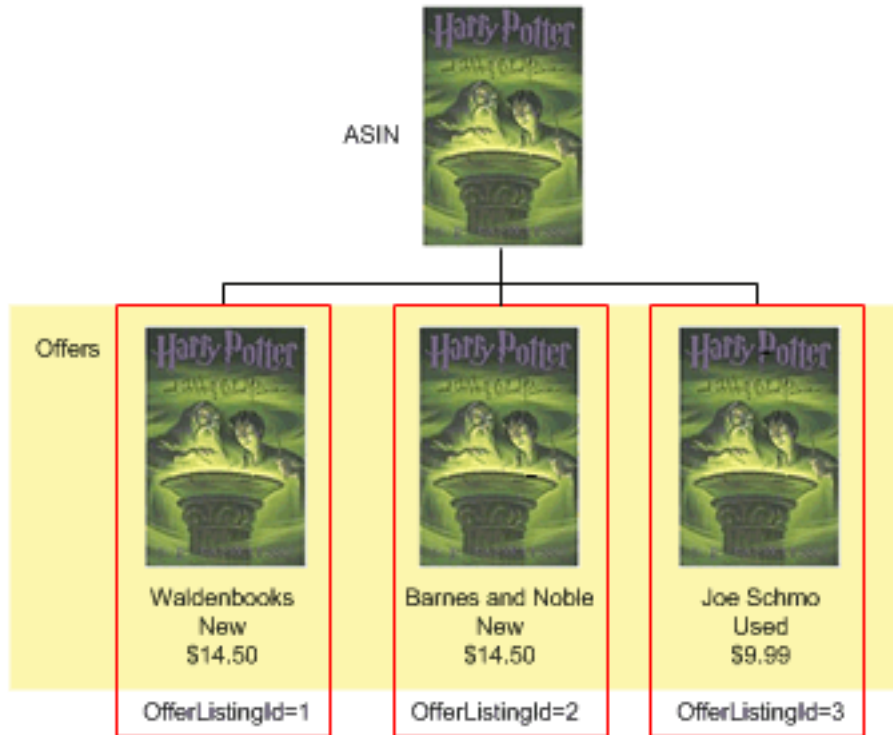 Harry Potter
ASIN
Offers
Harry Potter
Harry Potter
Harry Potter
Waldenbooks
New
$14.50
Barnes and Noble
New
$14.50
Joe Schmo
Used
$9.99
OfferListingId=1
OfferListingId=2
OfferListingId=3